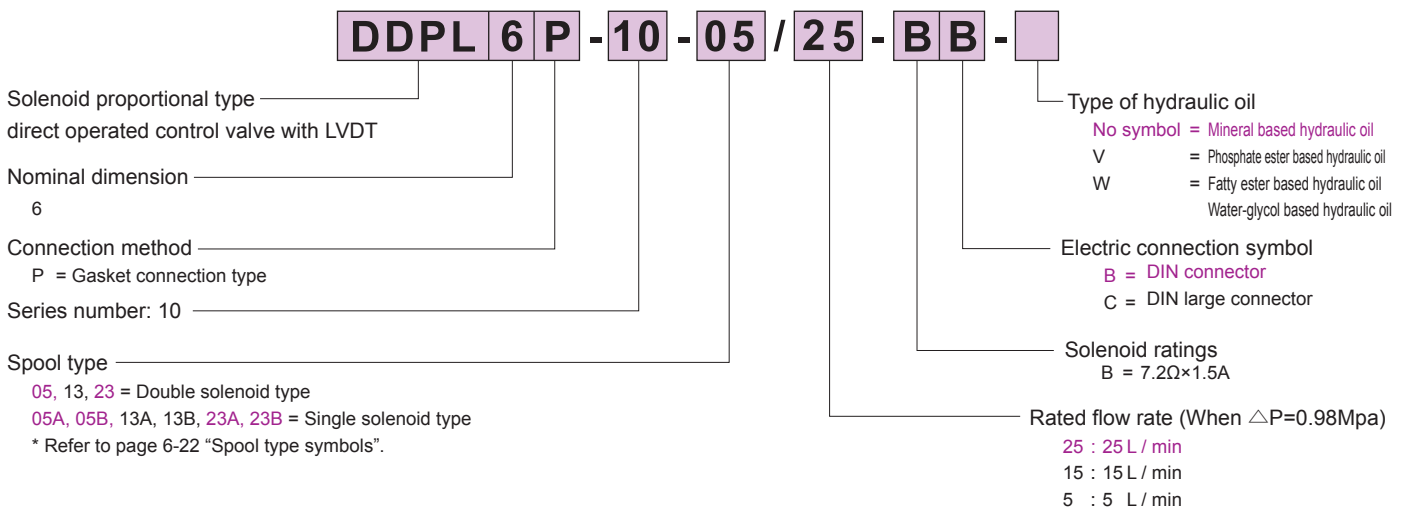 DDPL 6 P - 10 - 05 / 25 - B B -
Solenoid proportional type
direct operated control valve with LVDT
Nominal dimension
6
Connection method
P = Gasket connection type
Series number: 10
Spool type
05, 13, 23 = Double solenoid type
05A, 05B, 13A, 13B, 23A, 23B = Single solenoid type
* Refer to page 6-22 “Spool type symbols”.
Type of hydraulic oil
No symbol = Mineral based hydraulic oil
V = Phosphate ester based hydraulic oil
W = Fatty ester based hydraulic oil
Water-glycol based hydraulic oil
Electric connection symbol
B = DIN connector
C = DIN large connector
Solenoid ratings
B = 7.2Ω×1.5A
Rated flow rate (When △P=0.98Mpa)
25 : 25 L / min
15 : 15 L / min
5 : 5 L / min